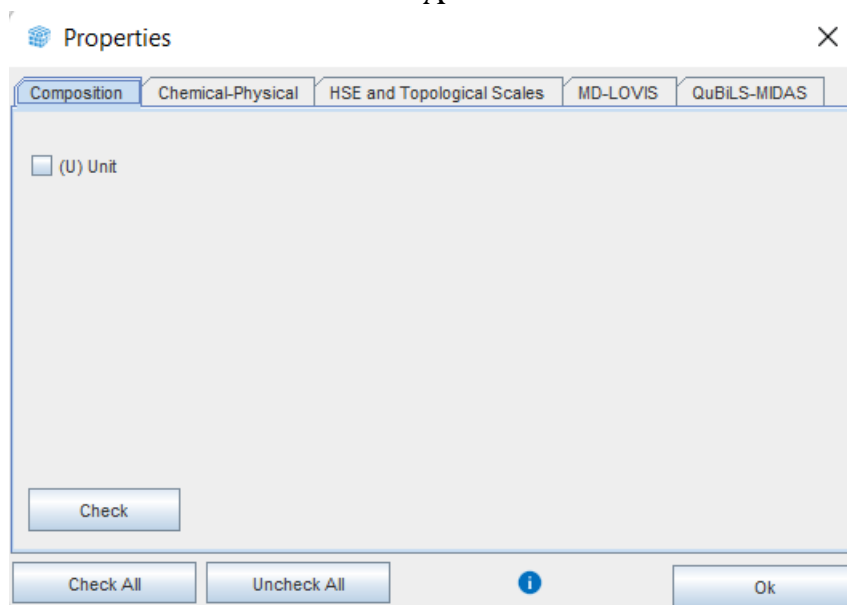 Properties
Composition Chemical-Physical HSE and Topological Scales MD-LOVIS QuBiLS-MIDAS
(U) Unit
Check
Check All Uncheck All Ok